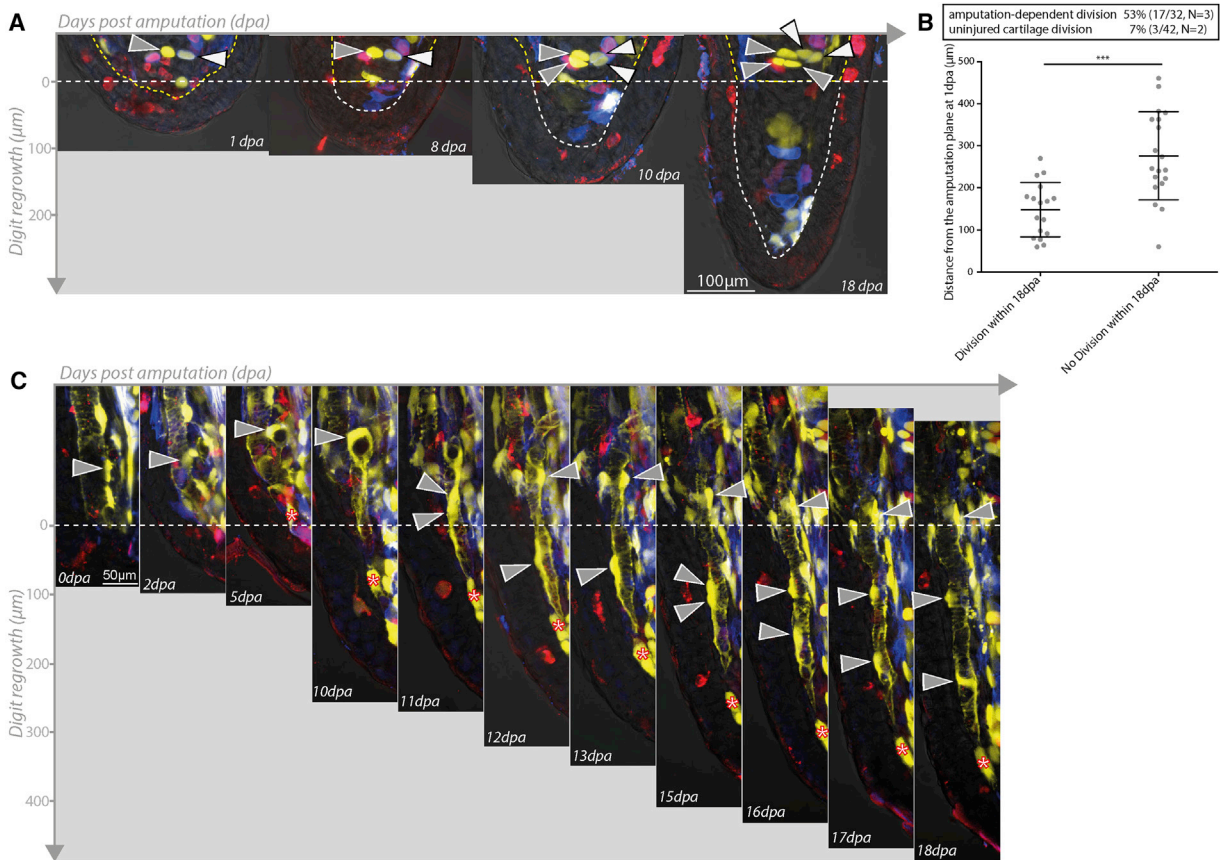 A
Days post amputation (dpa)
Digit regrowth (µm)
0
100
200
1 dpa
8 dpa
10 dpa
100µm
18 dpa
B
amputation-dependent division 53% (17/32, N=3)
uninjured cartilage division 7% (3/42, N=2)
Distance from the amputation plane at 1dpa (µm)
500
400
300
200
100
0
***
Division within 18dpa
No Division within 18dpa
C
Days post amputation (dpa)
Digit regrowth (µm)
0
100
200
300
400
0dpa
50µm
2dpa
5dpa
*
10dpa
*
11dpa
*
12dpa
*
13dpa
*
15dpa
*
16dpa
*
17dpa
*
18dpa
*